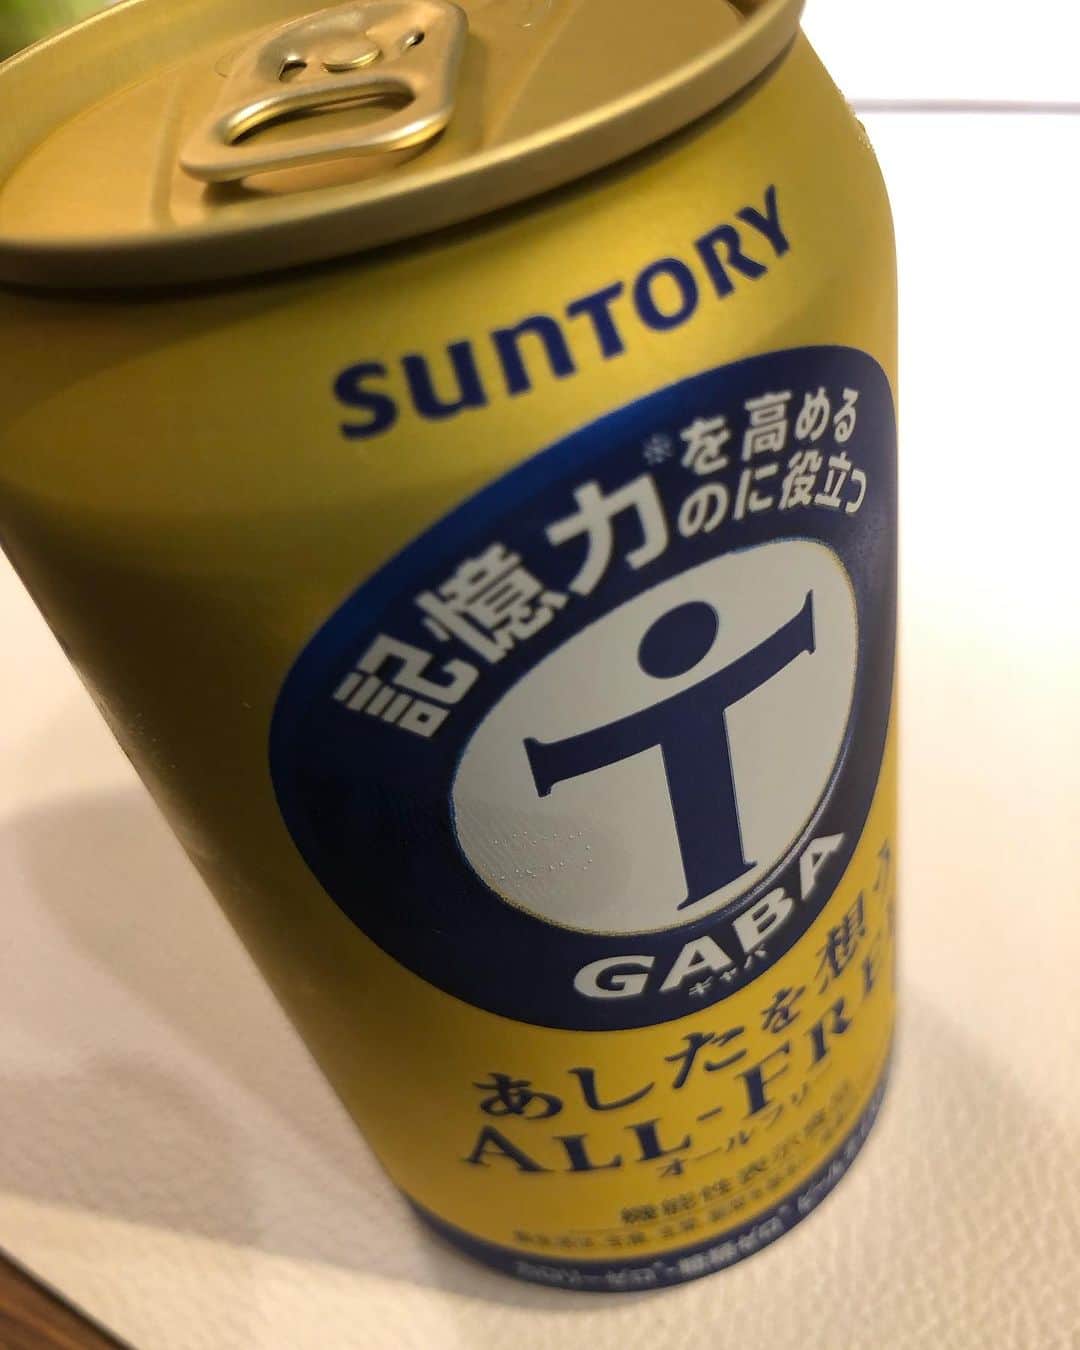 SUNTORY
記憶力※を高める
のに役立つ
GABA
ギャバ
あしたを想
ALL-FRE
オールフリー
機能性表示食品